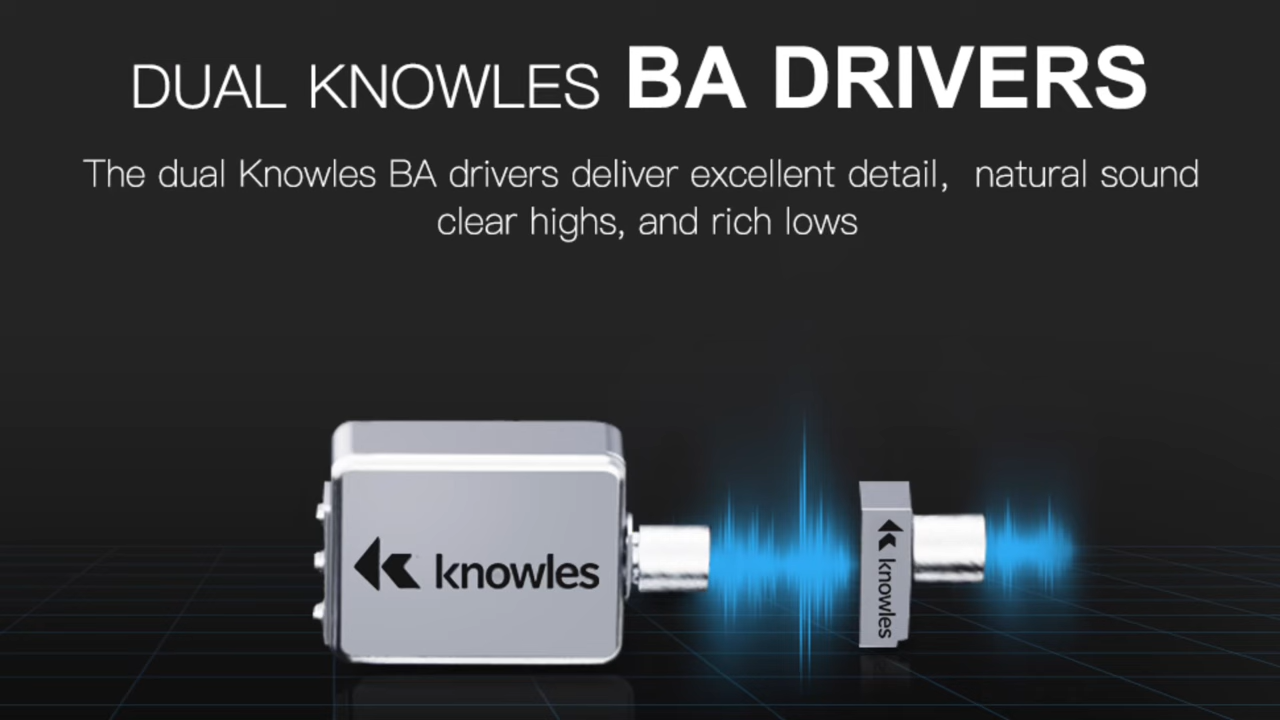 DUAL KNOWLES BA DRIVERS
The dual Knowles BA drivers deliver excellent detail, natural sound
clear highs, and rich lows
knowles
knowles